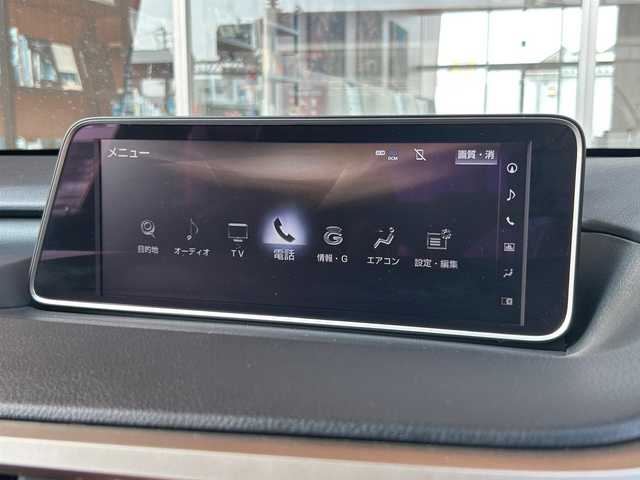 メニュー
DCM
画質・消
目的地
オーディオ
TV
電話
情報・G
エアコン
設定・編集